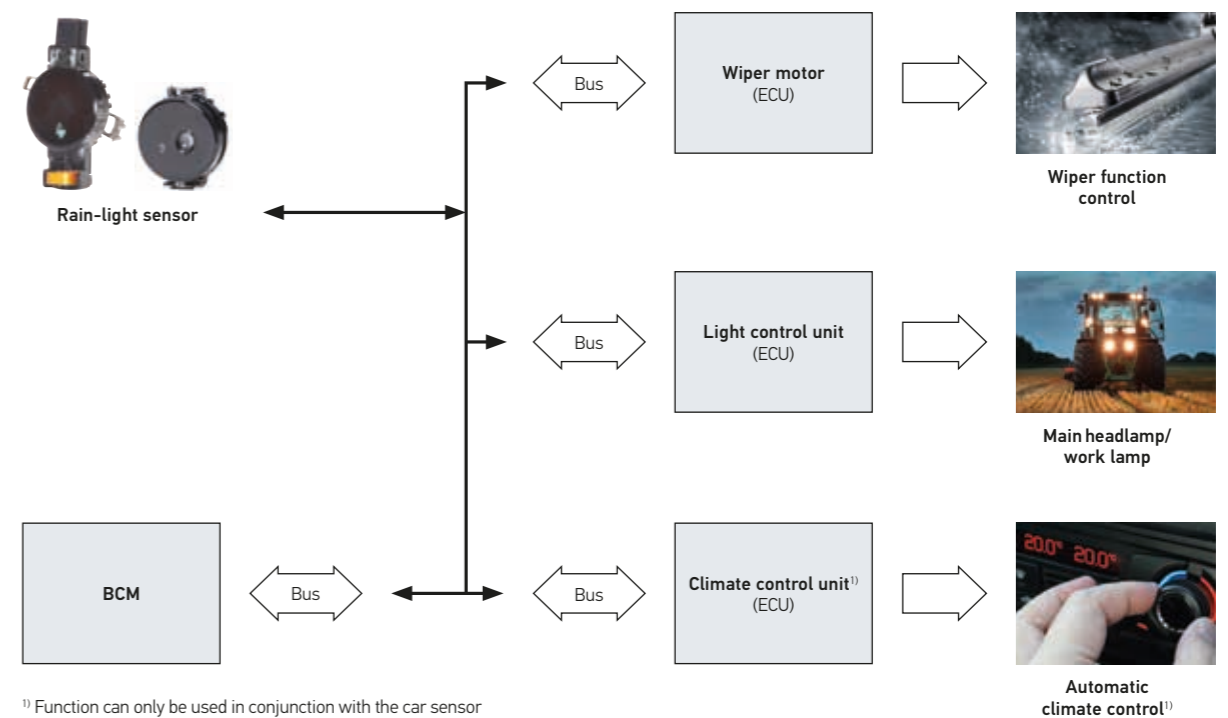 Rain-light sensor
Bus
Wiper motor
(ECU)
Wiper function
control
Bus
Light control unit
(ECU)
Main headlamp/
work lamp
BCM
Bus
Bus
Climate control unit¹⁾
(ECU)
20.0° 20.0°
Automatic
climate control¹⁾
¹⁾ Function can only be used in conjunction with the car sensor